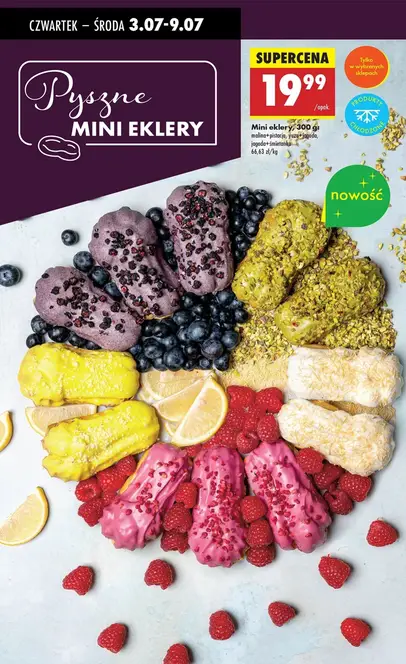 CZWARTEK – ŚRODA 3.07-9.07
Pyszne
MINI EKLERY
SUPERCENA
19 99
/opak.
Mini eklery, 300 g:
malina+pistacja, yuzu+jagoda,
jagoda+śmietanka
66,63 zł/kg
Tylko
w wybranych
sklepach
PRODUKTY
CHŁODZONE
nowość